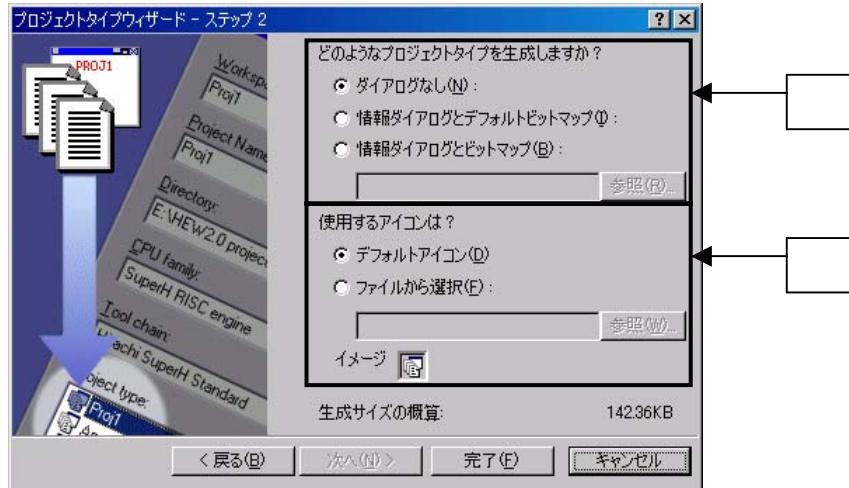 プロジェクトタイプウィザード - ステップ 2
PROJ1
Workspa
Proj1
Project Name
Proj1
Directory:
E:\HEW2.0 project
CPU family:
SuperH RISC engine
Tool chain:
Hitachi SuperH Standard
oject type:
Proj1
どのようなプロジェクトタイプを生成しますか?
ダイアログなし(N) :
情報ダイアログとデフォルトビットマップ(I) :
情報ダイアログとビットマップ(B) :
参照(R)...
使用するアイコンは?
デフォルトアイコン(D)
ファイルから選択(F) :
参照(W)...
イメージ
生成サイズの概算: 142.36KB
< 戻る(B) 次へ(N) > 完了(F) キャンセル